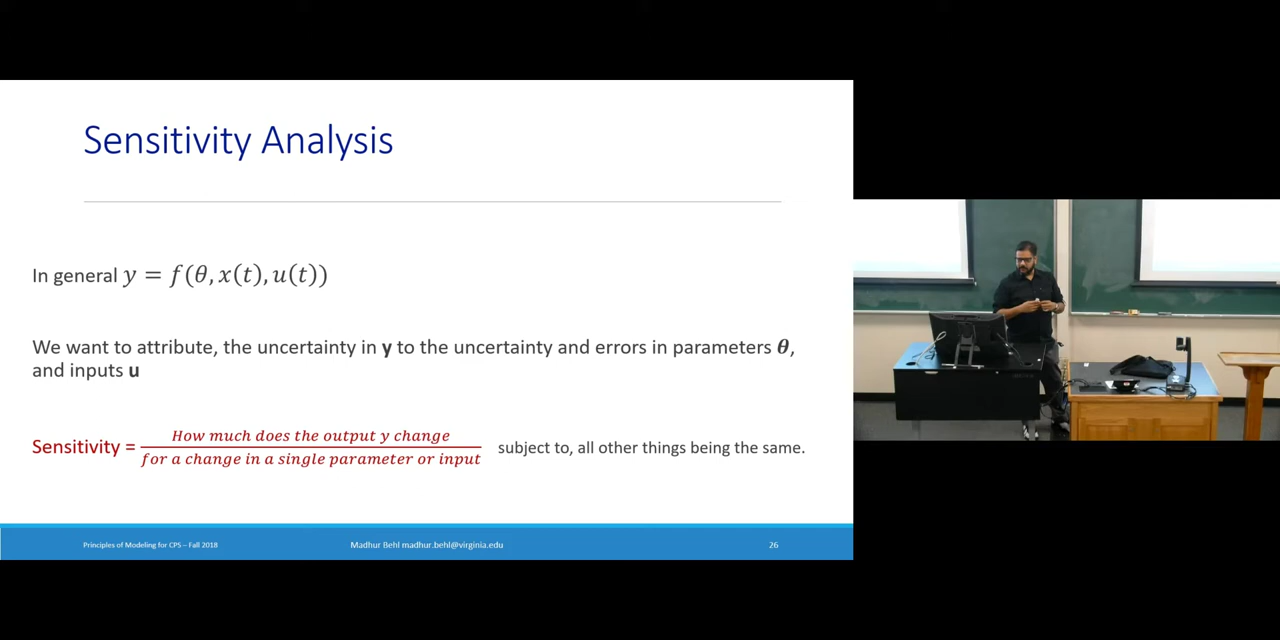 Sensitivity Analysis
In general y = f(θ, x(t), u(t))
We want to attribute, the uncertainty in y to the uncertainty and errors in parameters θ,
and inputs u
Sensitivity = How much does the output y change
for a change in a single parameter or input
subject to, all other things being the same.
Principles of Modeling for CPS – Fall 2018
Madhur Behl madhur.behl@virginia.edu
26